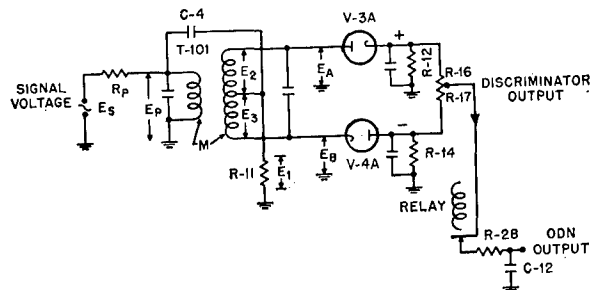 C-4
T-101
V-3A
+
R-12
SIGNAL VOLTAGE
Es
Rp
Ep
M
E2
E3
EA
R-16
R-17
DISCRIMINATOR OUTPUT
R-11
E1
EB
V-4A
-
R-14
RELAY
R-28
ODN OUTPUT
C-12